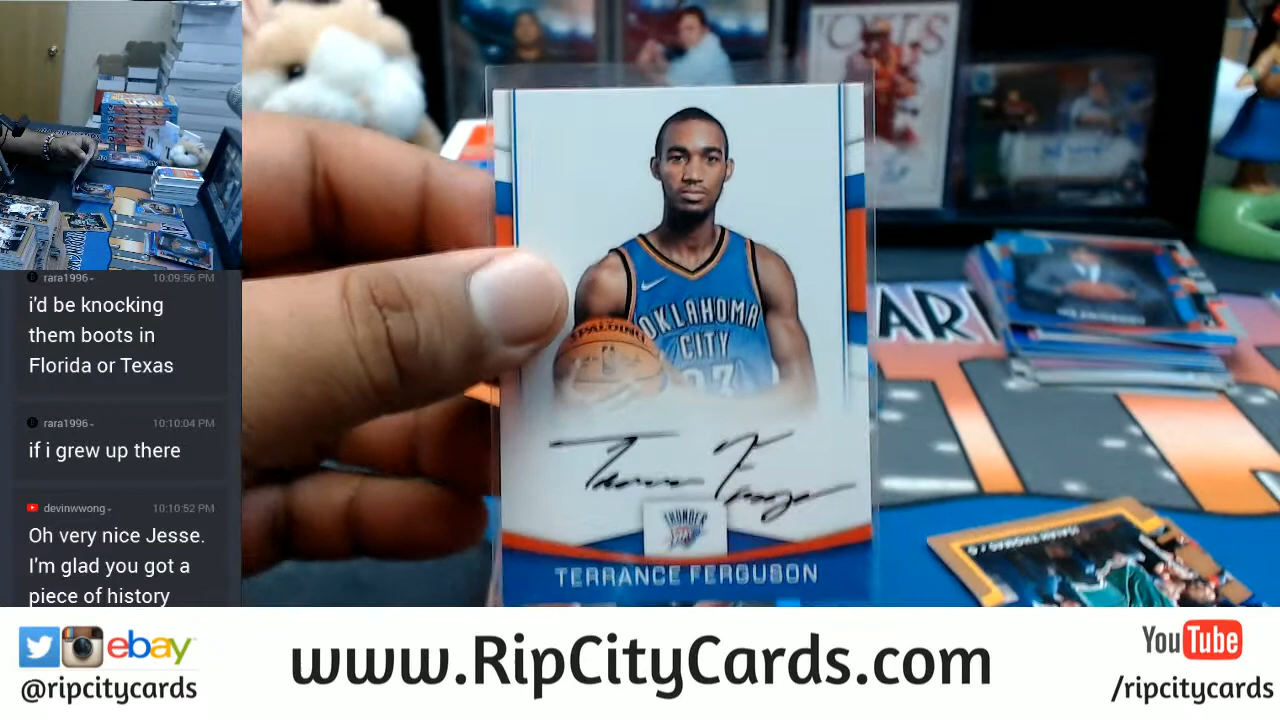 rara1996 10:09:56 PM
i'd be knocking
them boots in
Florida or Texas
rara1996 10:10:04 PM
if i grew up there
devinwwong 10:10:52 PM
Oh very nice Jesse.
I'm glad you got a
piece of history
SPALDING
OKLAHOMA
CITY
THUNDER
TERRANCE FERGUSON
ebay
@ripcitycards
www.RipCityCards.com
YouTube
/ripcitycards